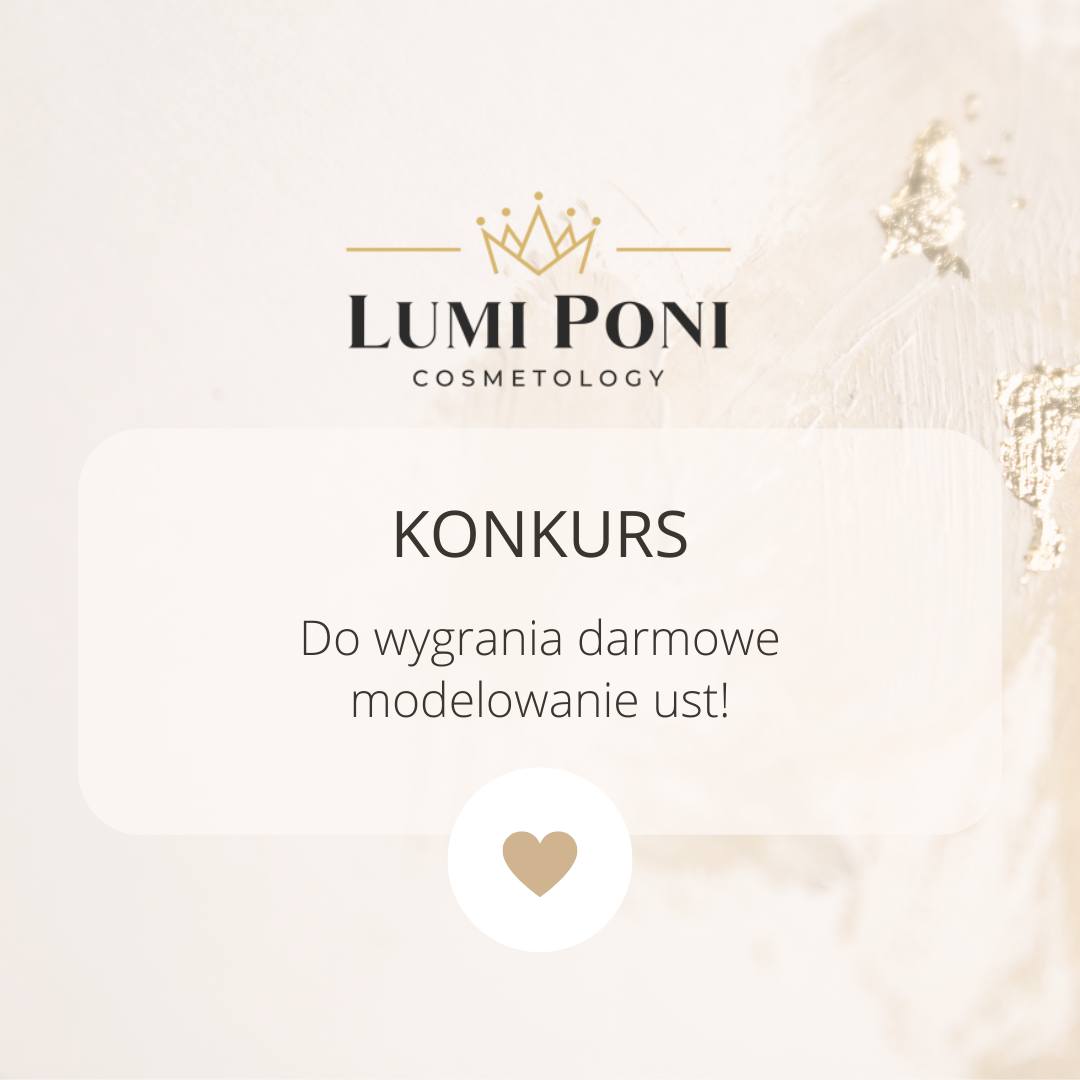 LUMI PONI
COSMETOLOGY
KONKURS
Do wygrania darmowe
modelowanie ust!